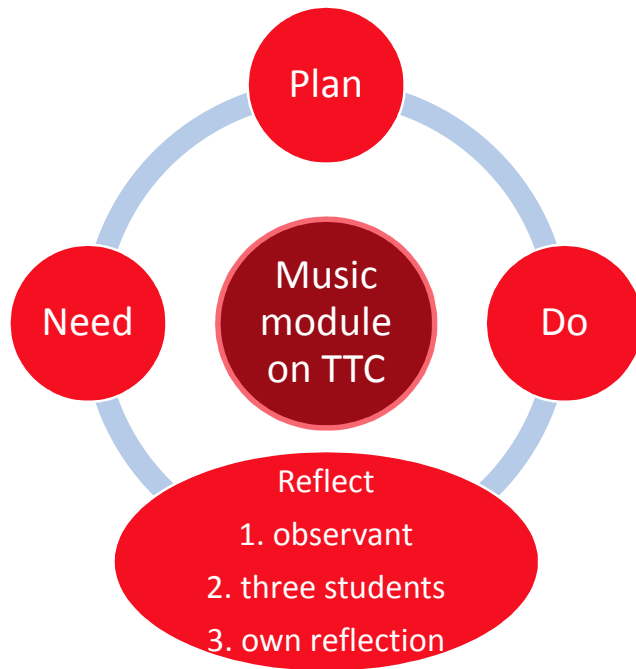 Plan
Need
Music
module
on TTC
Do
Reflect
1. observant
2. three students
3. own reflection